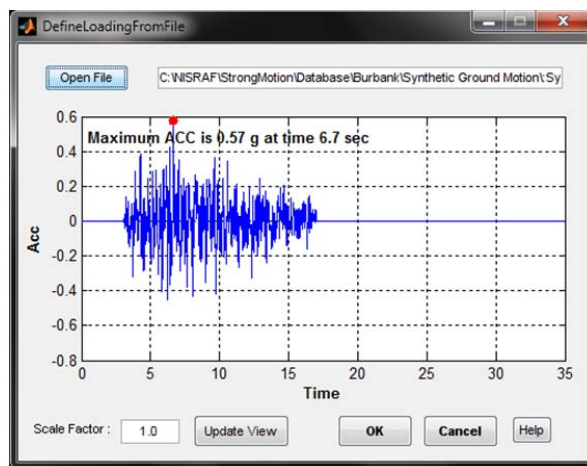 DefineLoadingFromFile
Open File
C:\NISRAF\StrongMotion\Database\Burbank\Synthetic Ground Motion\Sy
Maximum ACC is 0.57 g at time 6.7 sec
0.6
0.4
0.2
0
-0.2
-0.4
-0.6
-0.8
Acc
0 5 10 15 20 25 30 35
Time
Scale Factor : 1.0 Update View OK Cancel Help